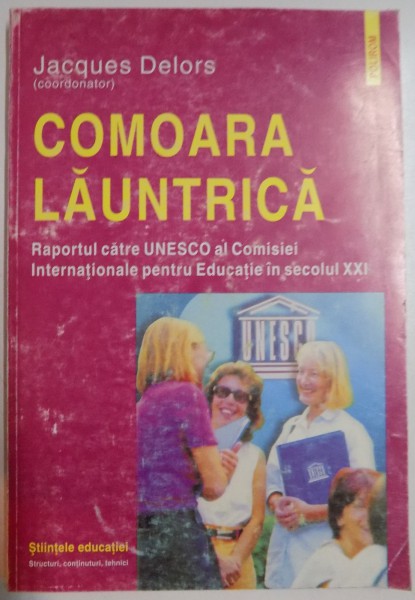 POLIROM
Jacques Delors
(coordonator)
COMOARA
LĂUNTRICĂ
Raportul către UNESCO al Comisiei
Internaționale pentru Educație în secolul XXI
UNESCO
Științele educației
Structuri, conținuturi, tehnici